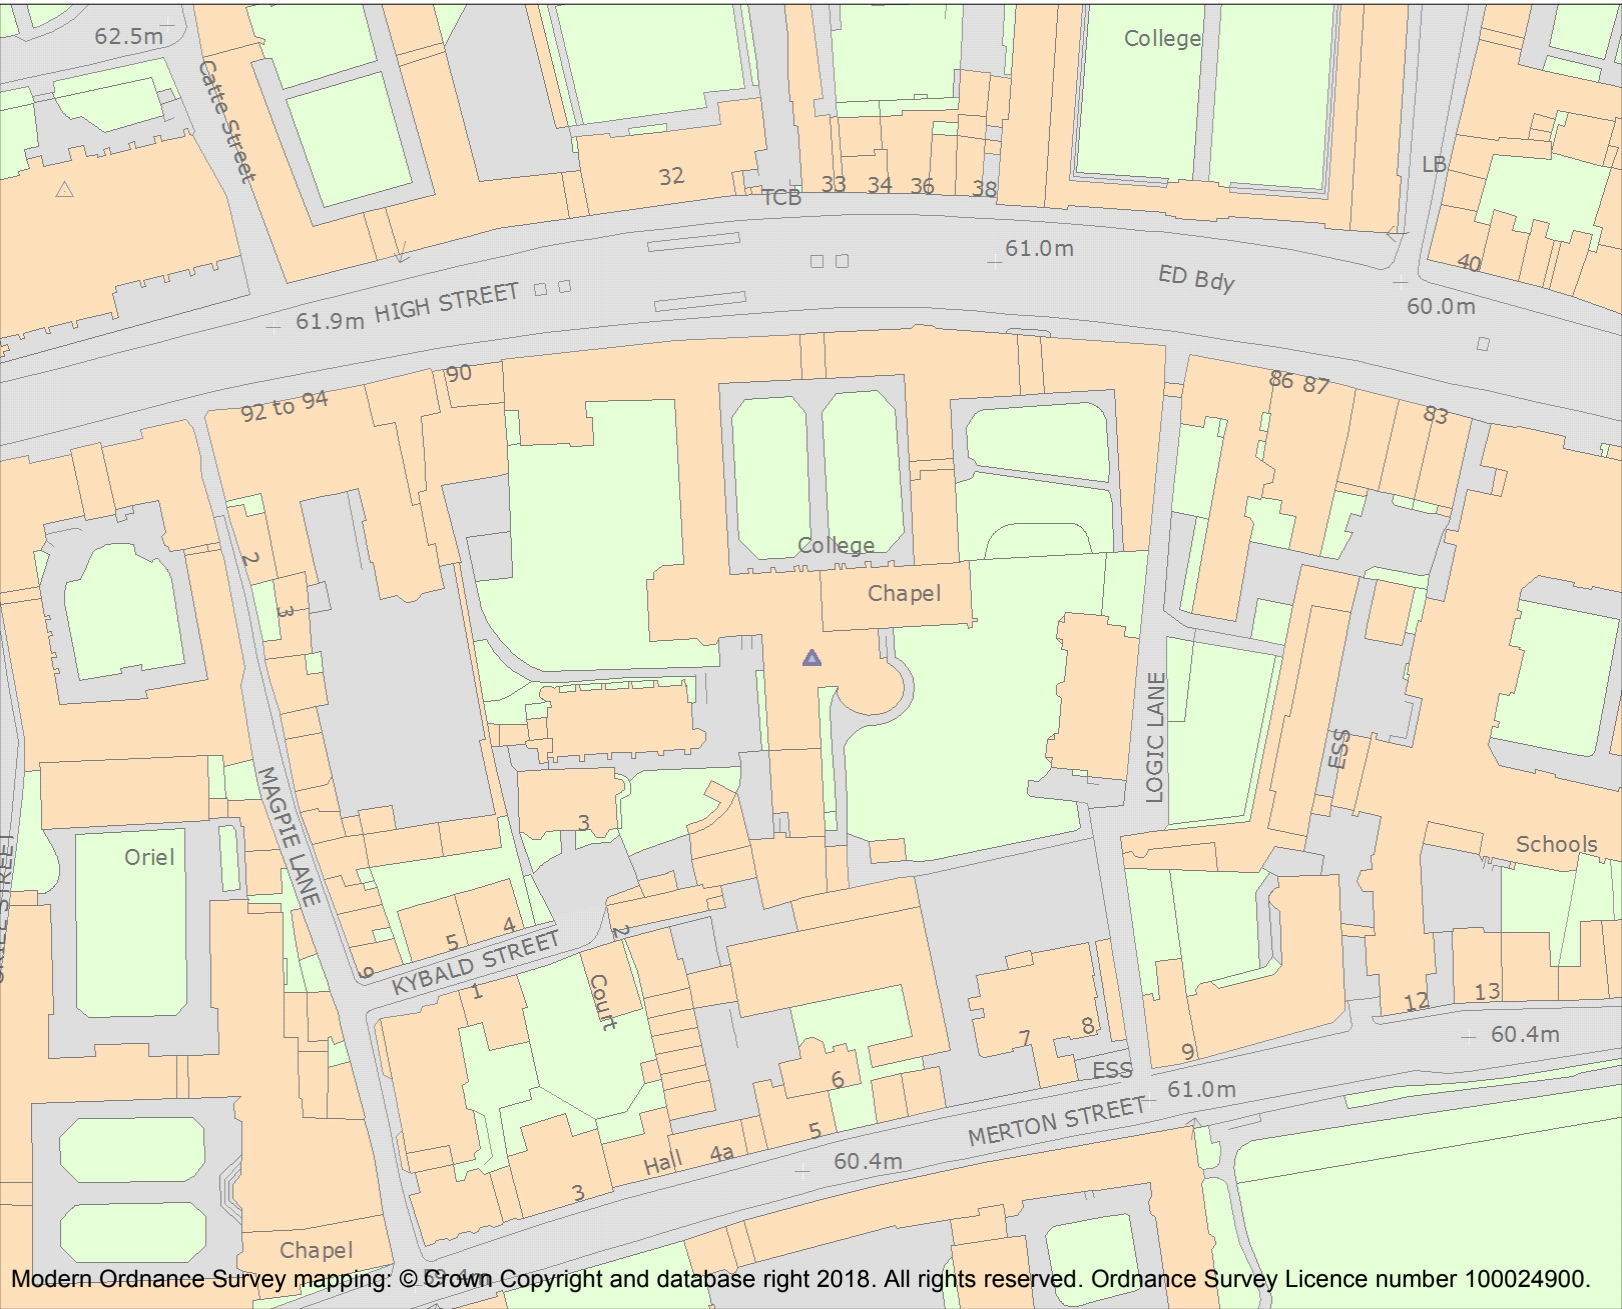 62.5m
College
Catte Street
LB
32
33
34
36
38
TCB
61.0m
40
ED Bdy
60.0m
HIGH STREET
61.9m
90
86 87
92 to 94
83
College
2
Chapel
3
LOGIC LANE
ESS
MAGPIE LANE
3
Oriel
Schools
4
5
2
KYBALD STREET
9
1
Court
12
13
7
8
9
60.4m
ESS
6
61.0m
MERTON STREET
5
4a
Hall
60.4m
3
Chapel
Modern Ordnance Survey mapping: © Crown Copyright and database right 2018. All rights reserved. Ordnance Survey Licence number 100024900.